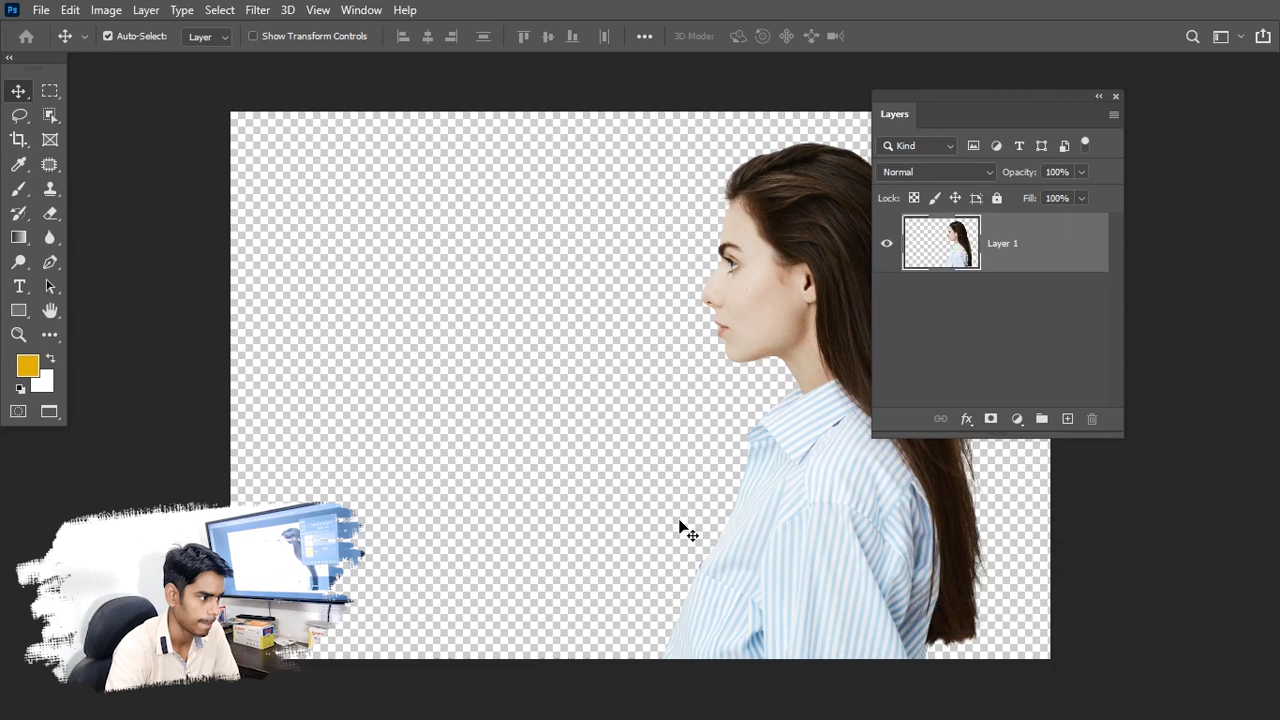 Ps File Edit Image Layer Type Select Filter 3D View Window Help
Auto-Select: Layer Show Transform Controls 3D Mode:
Layers
Kind
Normal Opacity: 100%
Lock: Fill: 100%
Layer 1